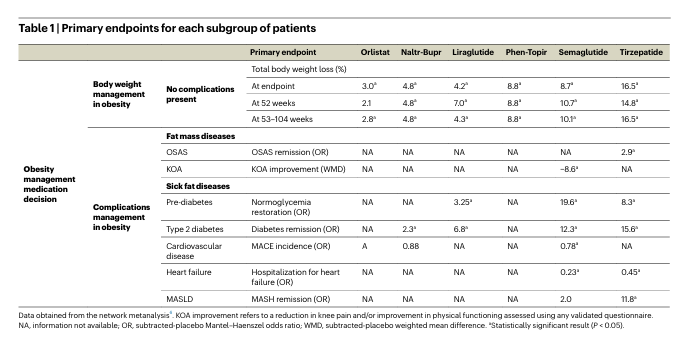 Table 1 | Primary endpoints for each subgroup of patients
Primary endpoint Orlistat Naltr-Bupr Liraglutide Phen-Topir Semaglutide Tirzepatide
Obesity management medication decision
Body weight management in obesity
No complications present
Total body weight loss (%)
At endpoint 3.0ᵃ 4.8ᵃ 4.2ᵃ 8.8ᵃ 8.7ᵃ 16.5ᵃ
At 52 weeks 2.1 4.8ᵃ 7.0ᵃ 8.8ᵃ 10.7ᵃ 14.8ᵃ
At 53–104 weeks 2.8ᵃ 4.8ᵃ 4.3ᵃ 8.8ᵃ 10.1ᵃ 16.5ᵃ
Complications management in obesity
Fat mass diseases
OSAS OSAS remission (OR) NA NA NA NA NA 2.9ᵃ
KOA KOA improvement (WMD) NA NA NA NA −8.6ᵃ NA
Sick fat diseases
Pre-diabetes Normoglycemia restoration (OR) NA NA 3.25ᵃ NA 19.6ᵃ 8.3ᵃ
Type 2 diabetes Diabetes remission (OR) NA 2.3ᵃ 6.8ᵃ NA 12.3ᵃ 15.6ᵃ
Cardiovascular disease MACE incidence (OR) A 0.88 NA NA 0.78ᵃ NA
Heart failure Hospitalization for heart failure (OR) NA NA NA NA 0.23ᵃ 0.45ᵃ
MASLD MASH remission (OR) NA NA NA NA 2.0 11.8ᵃ
Data obtained from the network metanalysis. KOA improvement refers to a reduction in knee pain and/or improvement in physical functioning assessed using any validated questionnaire.
NA, information not available; OR, subtracted-placebo Mantel–Haenszel odds ratio; WMD, subtracted-placebo weighted mean difference. ᵃStatistically significant result (P < 0.05).